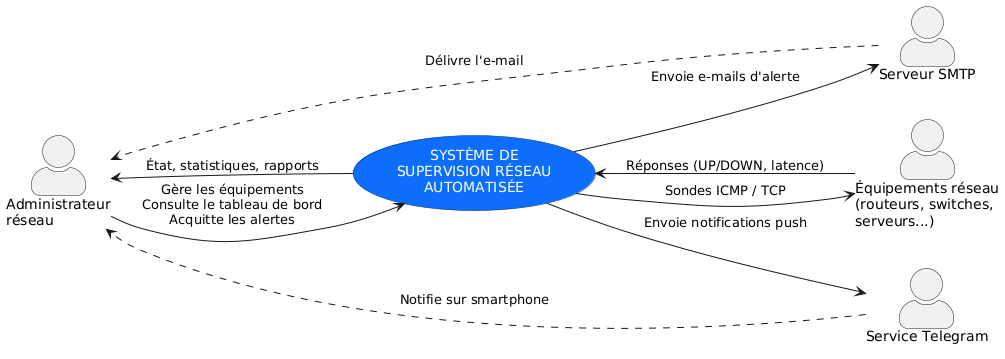 Délivre l'e-mail
Envoie e-mails d'alerte
Serveur SMTP
Administrateur
réseau
État, statistiques, rapports
Gère les équipements
Consulte le tableau de bord
Acquitte les alertes
SYSTÈME DE
SUPERVISION RÉSEAU
AUTOMATISÉE
Réponses (UP/DOWN, latence)
Sondes ICMP / TCP
Équipements réseau
(routeurs, switches,
serveurs...)
Envoie notifications push
Notifie sur smartphone
Service Telegram